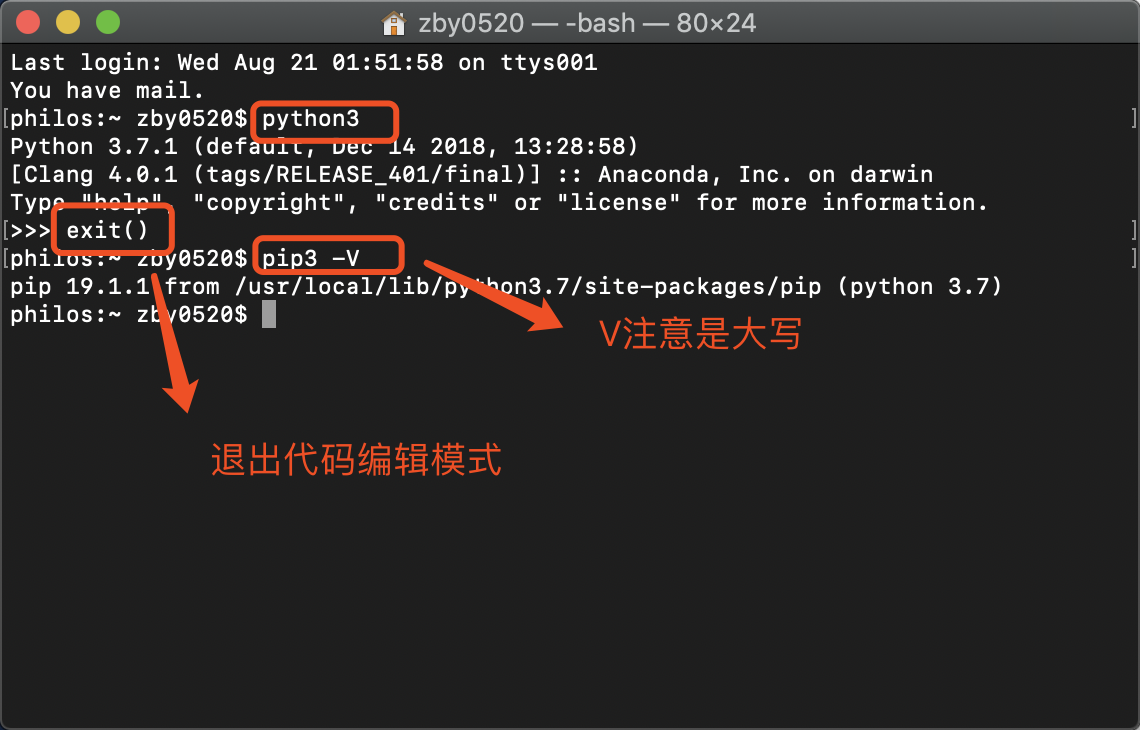 zby0520 — -bash — 80×24
Last login: Wed Aug 21 01:51:58 on ttys001
You have mail.
[philos:~ zby0520$ python3 ]
Python 3.7.1 (default, Dec 14 2018, 13:28:58)
[Clang 4.0.1 (tags/RELEASE_401/final)] :: Anaconda, Inc. on darwin
Type "help", "copyright", "credits" or "license" for more information.
[>>> exit() ]
[philos:~ zby0520$ pip3 -V ]
pip 19.1.1 from /usr/local/lib/python3.7/site-packages/pip (python 3.7)
philos:~ zby0520$
V注意是大写
退出代码编辑模式